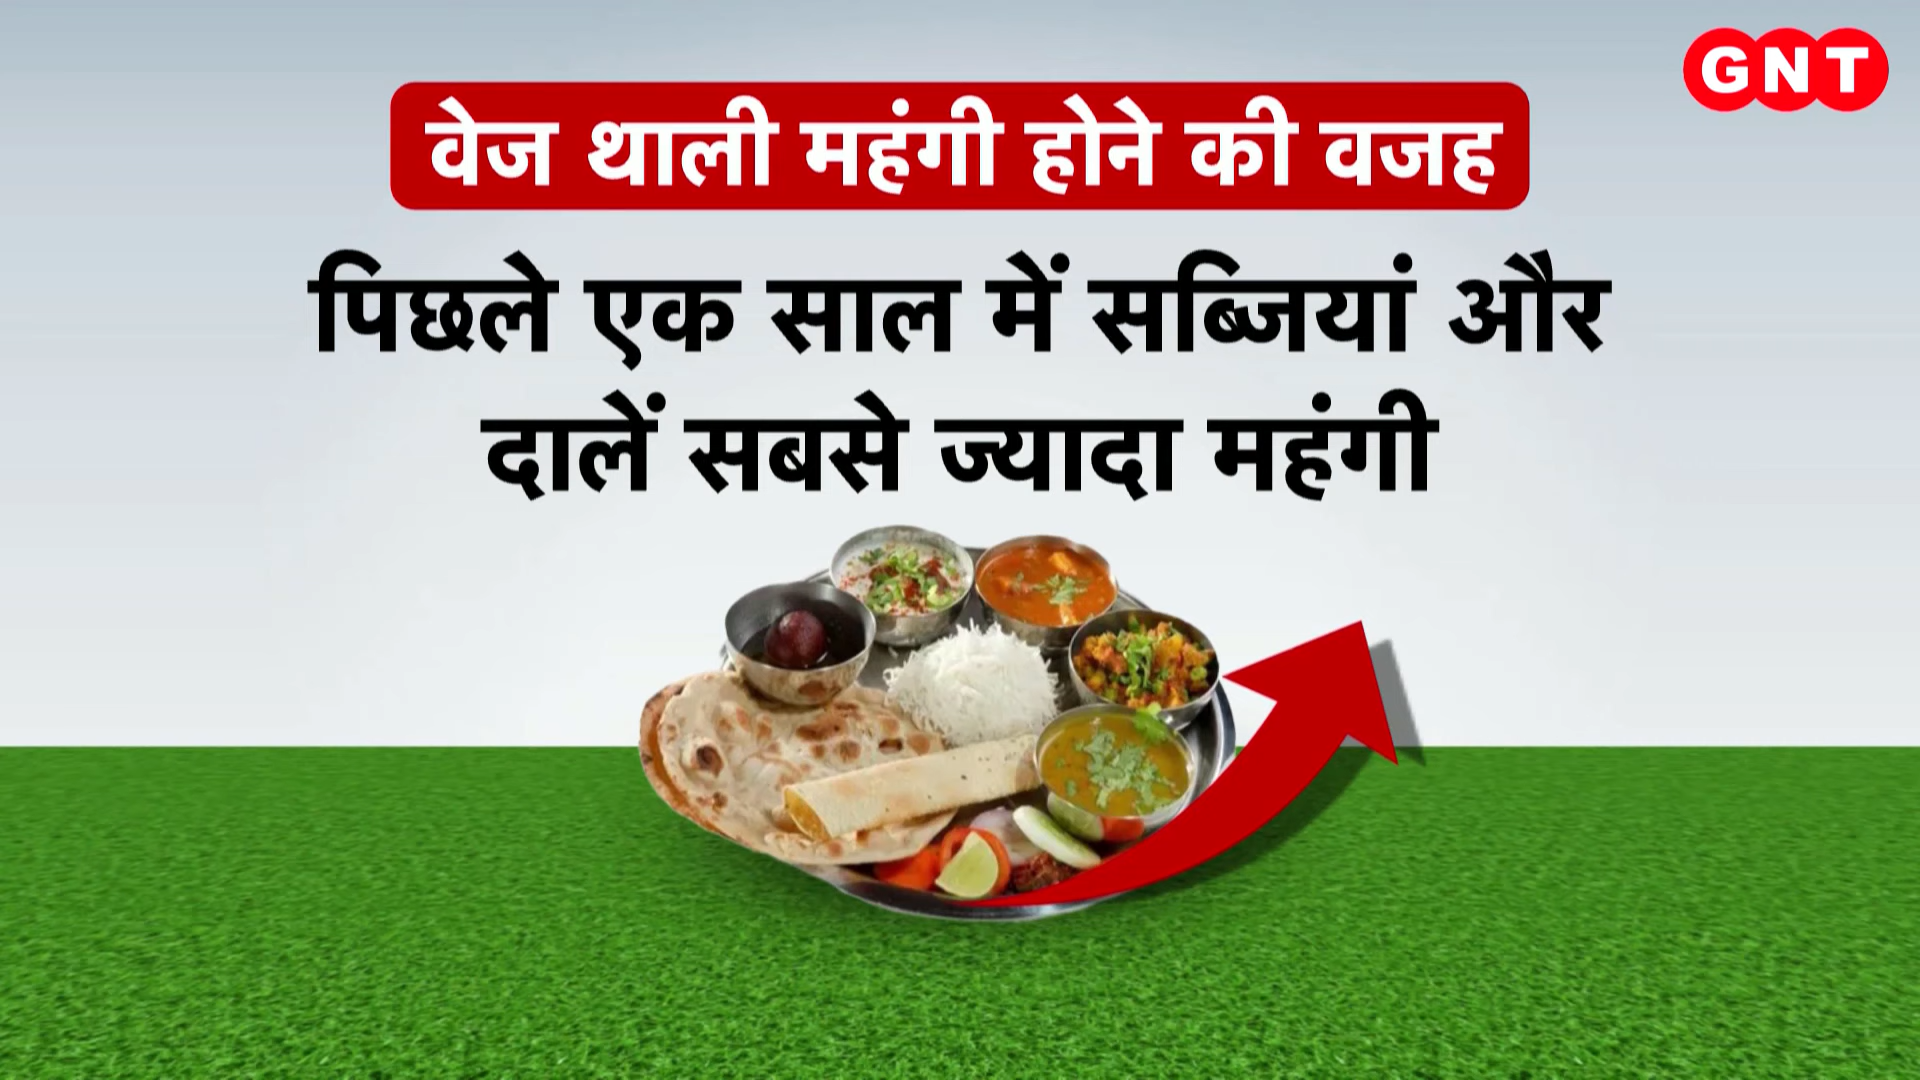 GNT
वेज थाली महंगी होने की वजह
पिछले एक साल में सब्जियां और
दालें सबसे ज्यादा महंगी